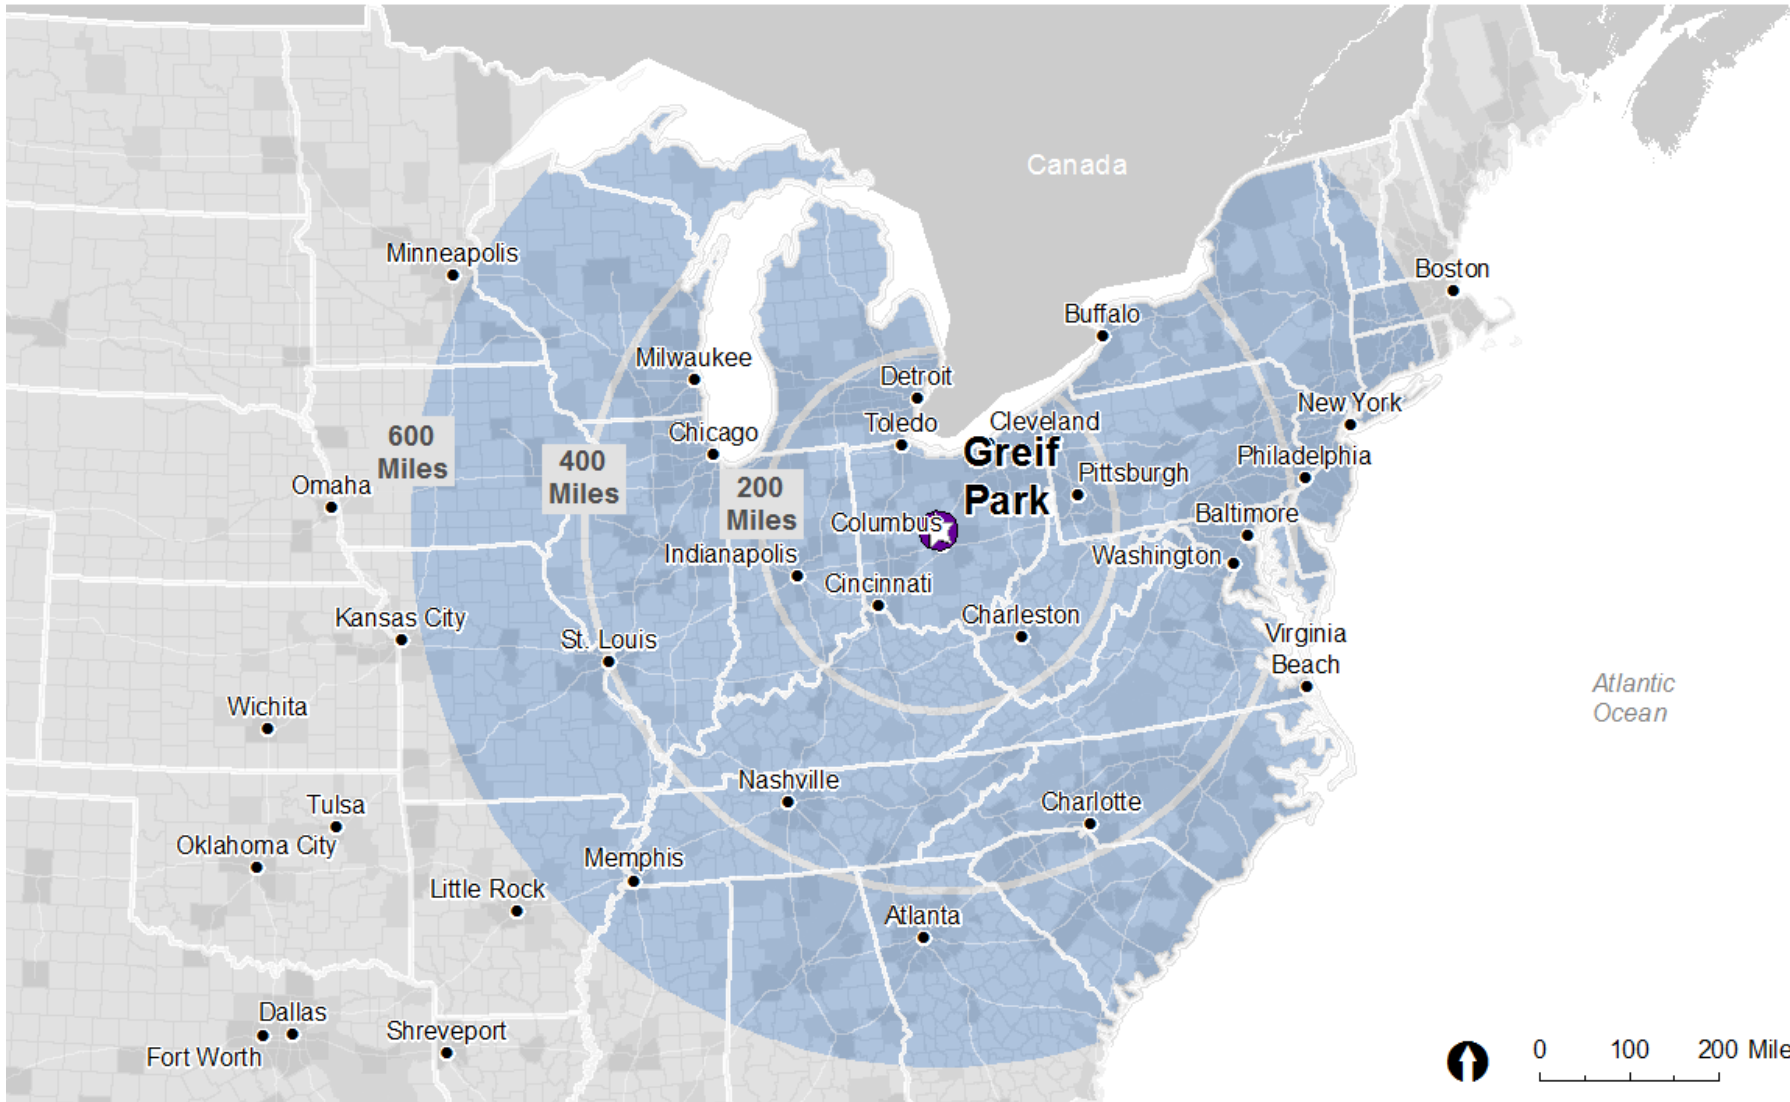 Canada
Minneapolis
Boston
Buffalo
Milwaukee
Detroit
New York
Toledo
Cleveland
Chicago
600
Miles
Greif
Park
Philadelphia
400
Miles
Pittsburgh
Omaha
200
Miles
Baltimore
Columbus
Indianapolis
Washington
Cincinnati
Charleston
Kansas City
St. Louis
Virginia
Beach
Atlantic
Ocean
Wichita
Nashville
Charlotte
Tulsa
Oklahoma City
Memphis
Little Rock
Atlanta
Dallas
Shreveport
Fort Worth
0 100 200 Mile